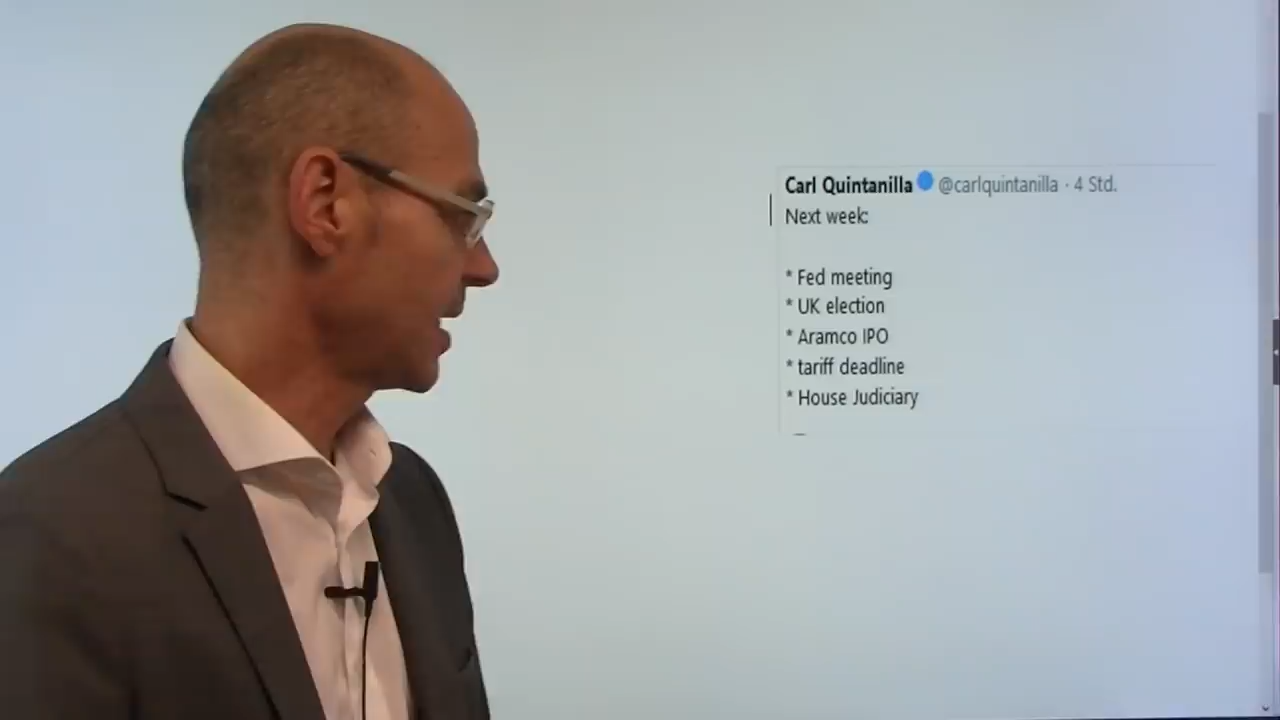 Carl Quintanilla @carlquintanilla · 4 Std.
Next week:
* Fed meeting
* UK election
* Aramco IPO
* tariff deadline
* House Judiciary